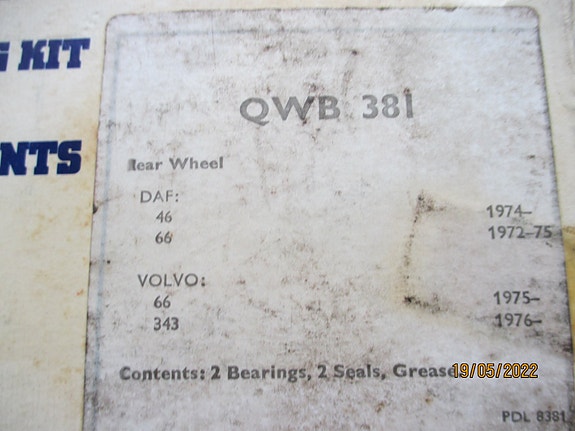 KIT
NTS
QWB 381
Rear Wheel
DAF:
46 1974–
66 1972–75
VOLVO:
66 1975–
343 1976–
Contents: 2 Bearings, 2 Seals, Grease
19/05/2022
PDL 8381